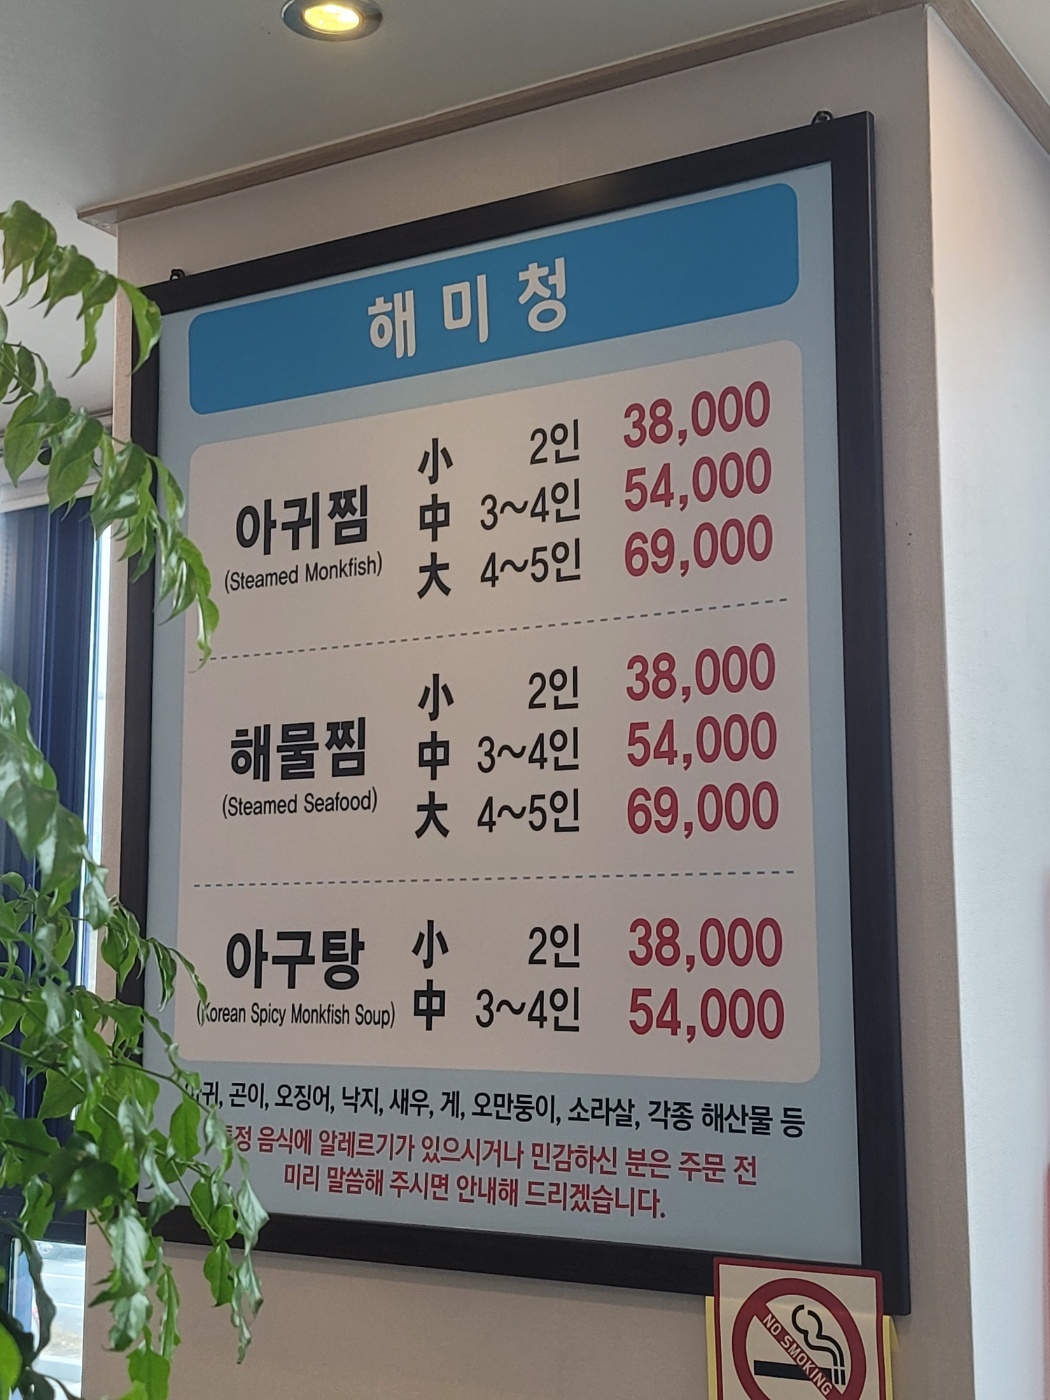 해미청
小 2인 38,000
아귀찜 中 3~4인 54,000
(Steamed Monkfish) 大 4~5인 69,000
小 2인 38,000
해물찜 中 3~4인 54,000
(Steamed Seafood) 大 4~5인 69,000
아구탕 小 2인 38,000
(Korean Spicy Monkfish Soup) 中 3~4인 54,000
곤이, 오징어, 낙지, 새우, 게, 오만둥이, 소라살, 각종 해산물 등
음식에 알레르기가 있으시거나 민감하신 분은 주문 전
미리 말씀해 주시면 안내해 드리겠습니다.
NO SMOKING